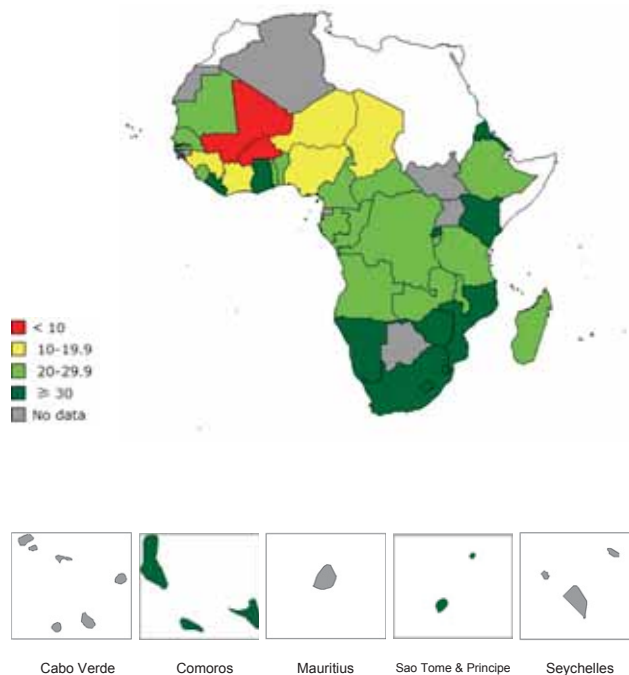 < 10
10-19.9
20-29.9
≥ 30
No data
Cabo Verde
Comoros
Mauritius
Sao Tome & Principe
Seychelles